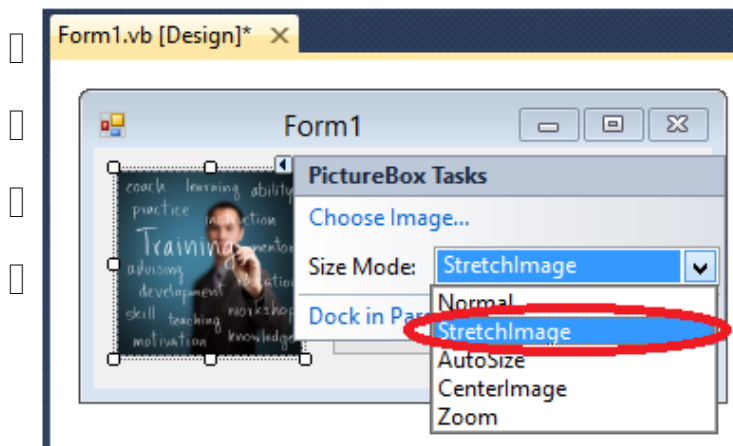 Form1.vb [Design]* ×
Form1
PictureBox Tasks
Choose Image...
Size Mode: StretchImage
Dock in Par
Normal
StretchImage
AutoSize
CenterImage
Zoom
coach learning ability
practice
Training mentor
advising
development
skill teaching workshop
motivation knowledge